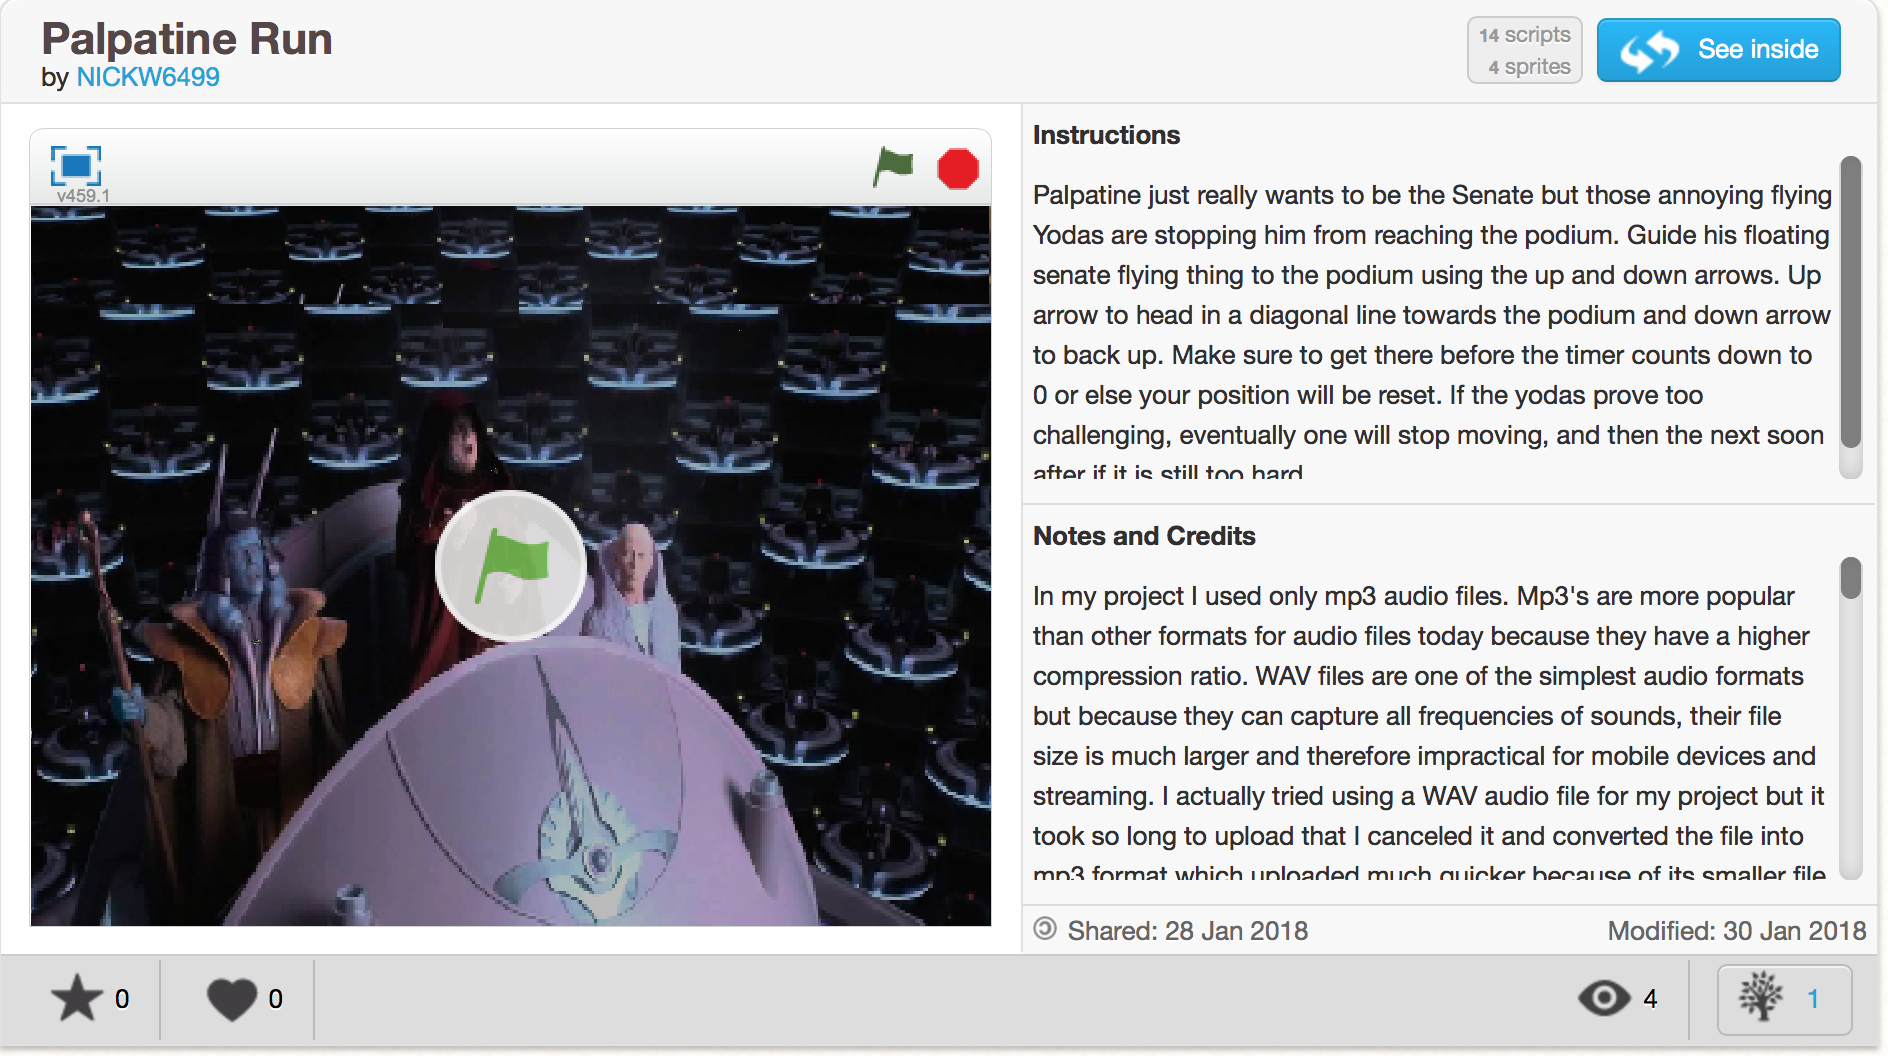 Palpatine Run
by NICKW6499
14 scripts
4 sprites
See inside
v459.1
Instructions
Palpatine just really wants to be the Senate but those annoying flying
Yodas are stopping him from reaching the podium. Guide his floating
senate flying thing to the podium using the up and down arrows. Up
arrow to head in a diagonal line towards the podium and down arrow
to back up. Make sure to get there before the timer counts down to
0 or else your position will be reset. If the yodas prove too
challenging, eventually one will stop moving, and then the next soon
after if it is still too hard
Notes and Credits
In my project I used only mp3 audio files. Mp3's are more popular
than other formats for audio files today because they have a higher
compression ratio. WAV files are one of the simplest audio formats
but because they can capture all frequencies of sounds, their file
size is much larger and therefore impractical for mobile devices and
streaming. I actually tried using a WAV audio file for my project but it
took so long to upload that I canceled it and converted the file into
mp3 format which uploaded much quicker because of its smaller file
Shared: 28 Jan 2018
Modified: 30 Jan 2018
0
0
4
1